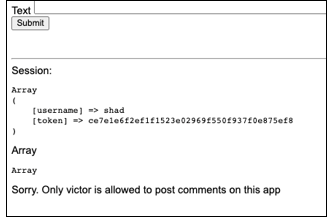 Text
Submit
Session:
Array
(
[username] => shad
[token] => ce7e1e6f2ef1f1523e02969f550f937f0e875ef8
)
Array
Array
Sorry. Only victor is allowed to post comments on this app